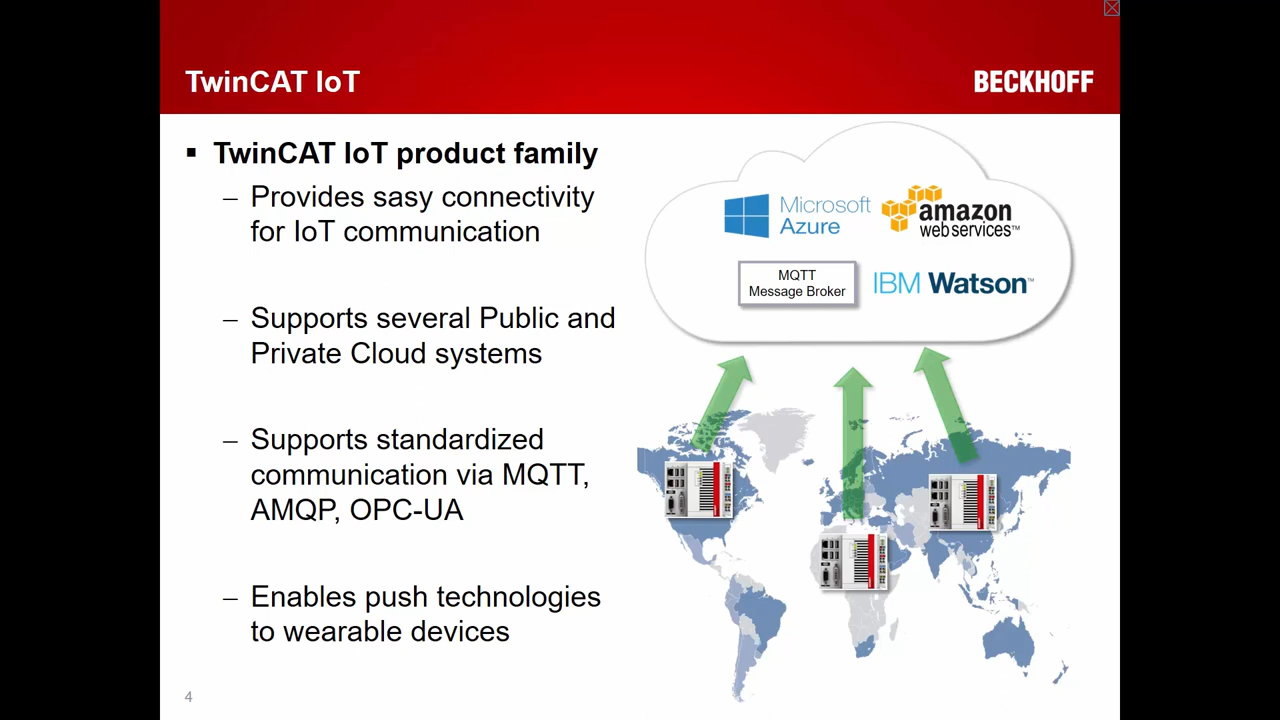 TwinCAT IoT
BECKHOFF
▪ TwinCAT IoT product family
– Provides sasy connectivity
for IoT communication
– Supports several Public and
Private Cloud systems
– Supports standardized
communication via MQTT,
AMQP, OPC-UA
– Enables push technologies
to wearable devices
Microsoft
Azure
amazon
web services™
MQTT
Message Broker
IBM Watson™
4